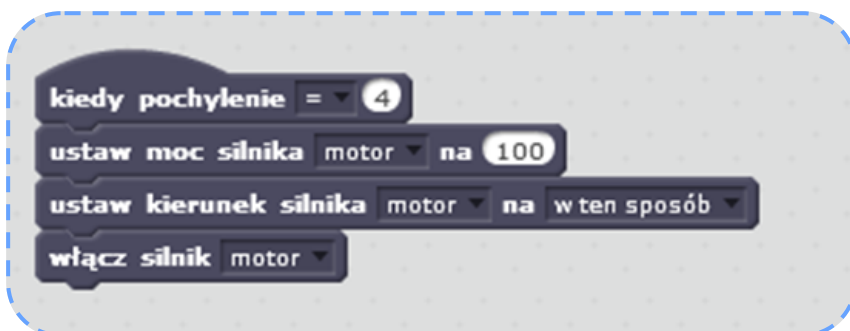 kiedy pochylenie = 4
ustaw moc silnika motor na 100
ustaw kierunek silnika motor na w ten sposób
włącz silnik motor